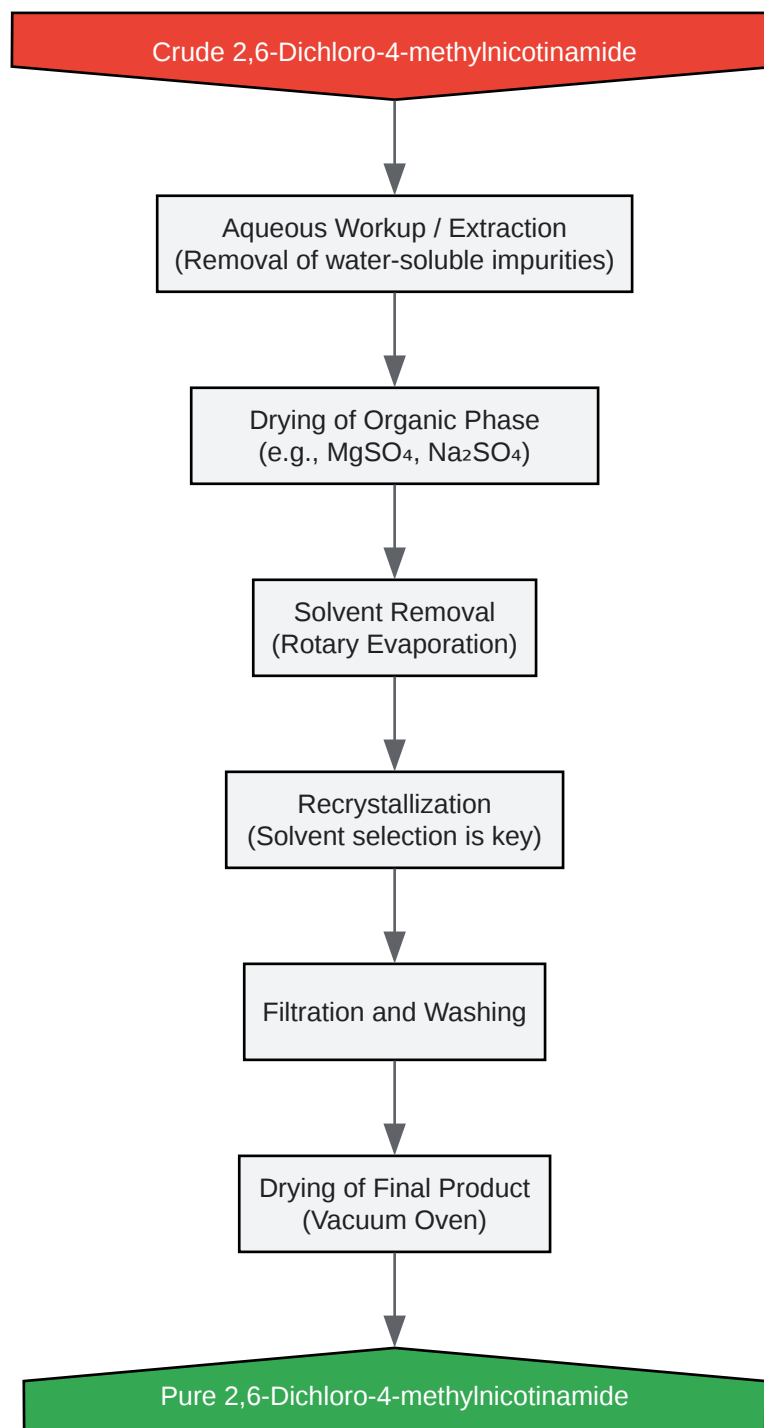 Crude 2,6-Dichloro-4-methylnicotinamide
Aqueous Workup / Extraction
(Removal of water-soluble impurities)
Drying of Organic Phase
(e.g., MgSO₄, Na₂SO₄)
Solvent Removal
(Rotary Evaporation)
Recrystallization
(Solvent selection is key)
Filtration and Washing
Drying of Final Product
(Vacuum Oven)
Pure 2,6-Dichloro-4-methylnicotinamide